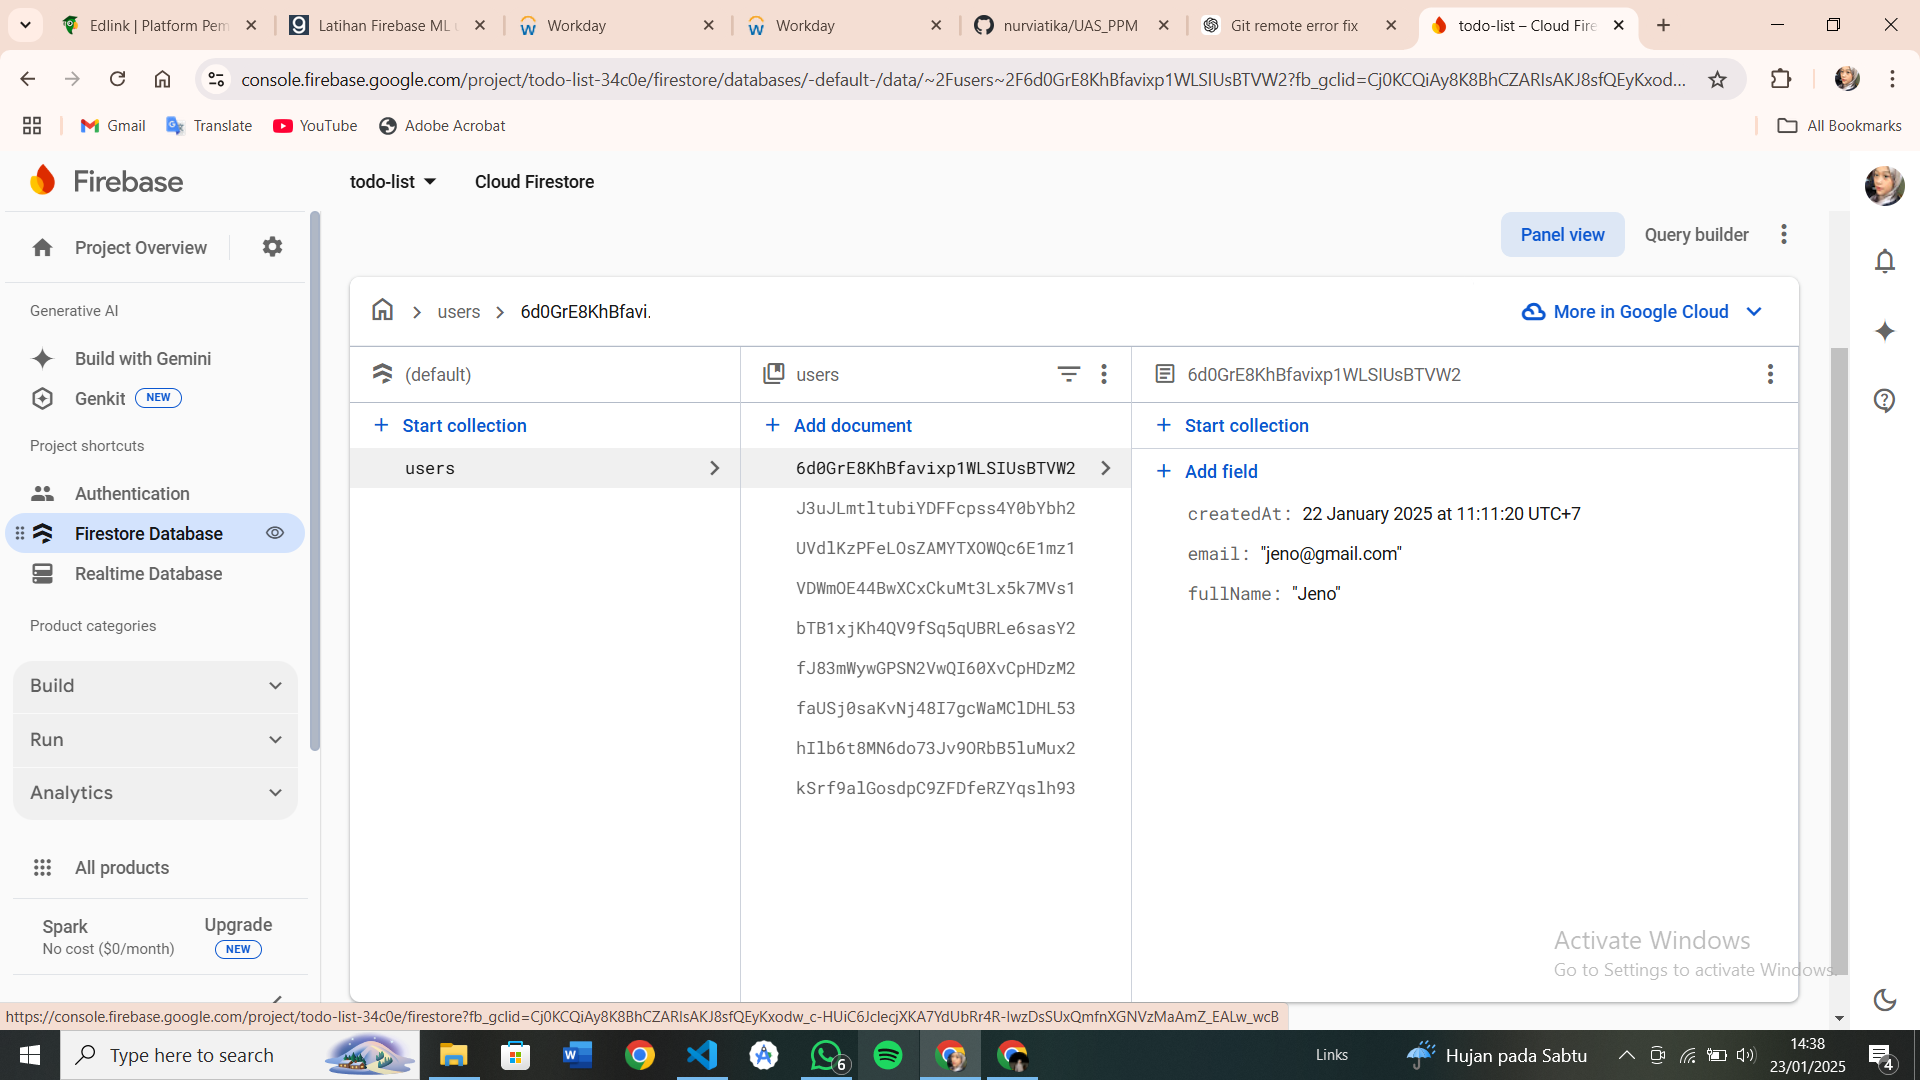 Edlink | Platform Pem
Latihan Firebase ML
Workday
Workday
nurviatika/UAS_PPM
Git remote error fix
todo-list – Cloud Fire
console.firebase.google.com/project/todo-list-34c0e/firestore/databases/-default-/data/~2Fusers~2F6d0GrE8KhBfavixp1WLSIUsBTVW2?fb_gclid=Cj0KCQiAy8K8BhCZARIsAKJ8sfQEyKxod...
Gmail
Translate
YouTube
Adobe Acrobat
All Bookmarks
Firebase
todo-list
Cloud Firestore
Project Overview
Panel view
Query builder
Generative AI
Build with Gemini
Genkit NEW
Project shortcuts
Authentication
Firestore Database
Realtime Database
Product categories
Build
Run
Analytics
All products
Spark
No cost ($0/month)
Upgrade
NEW
users
6d0GrE8KhBfavi.
More in Google Cloud
(default)
users
6d0GrE8KhBfavixp1WLSIUsBTVW2
Start collection
Add document
Start collection
users
6d0GrE8KhBfavixp1WLSIUsBTVW2
J3uJLmtltubiYDFFcpss4Y0bYbh2
UVdlKzPFeLOsZAMYTXOWQc6E1mz1
VDWmOE44BwXCxCkuMt3Lx5k7MVs1
bTB1xjKh4QV9fSq5qUBRLe6sasY2
fJ83mWywGPSN2VwQI60XvCpHDzM2
faUSj0saKvNj48I7gcWaMClDHL53
hIlb6t8MN6do73Jv9ORbB5luMux2
kSrf9alGosdpC9ZFDfeRZYqslh93
Add field
createdAt: 22 January 2025 at 11:11:20 UTC+7
email: "jeno@gmail.com"
fullName: "Jeno"
Activate Windows
Go to Settings to activate Windows.
https://console.firebase.google.com/project/todo-list-34c0e/firestore?fb_gclid=Cj0KCQiAy8K8BhCZARIsAKJ8sfQEyKxodw_c-HUiC6JclecjXKA7YdUbRr4R-IwzDsSUxQmfnXGNVzMaAmZ_EALw_wcB
Type here to search
6
Links
Hujan pada Sabtu
14:38
23/01/2025
4